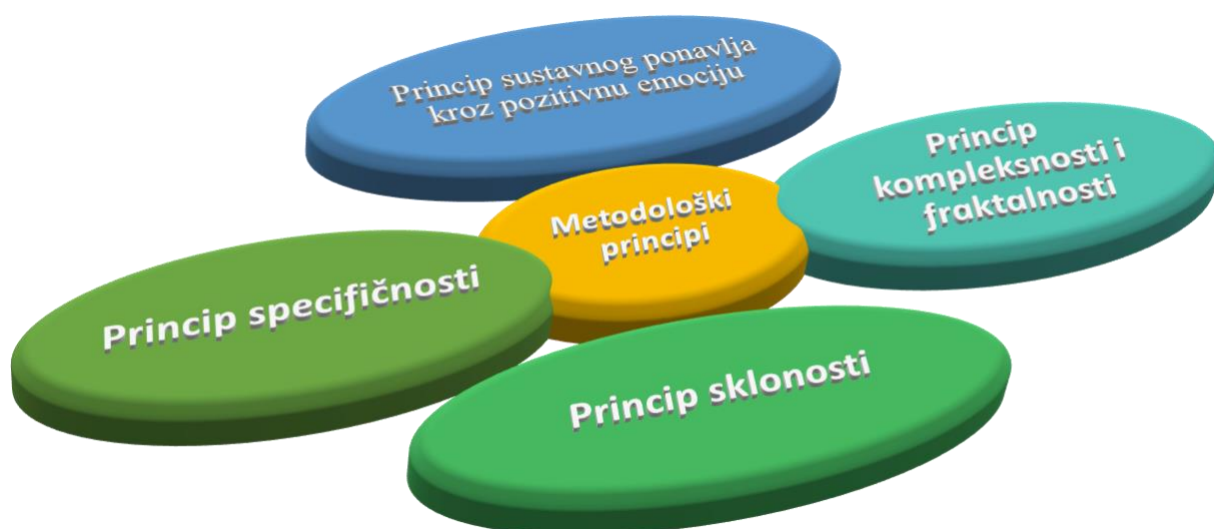 Princip sustavnog ponavlja
kroz pozitivnu emociju
Princip
kompleksnosti i
fraktalnosti
Metodološki
principi
Princip specifičnosti
Princip sklonosti